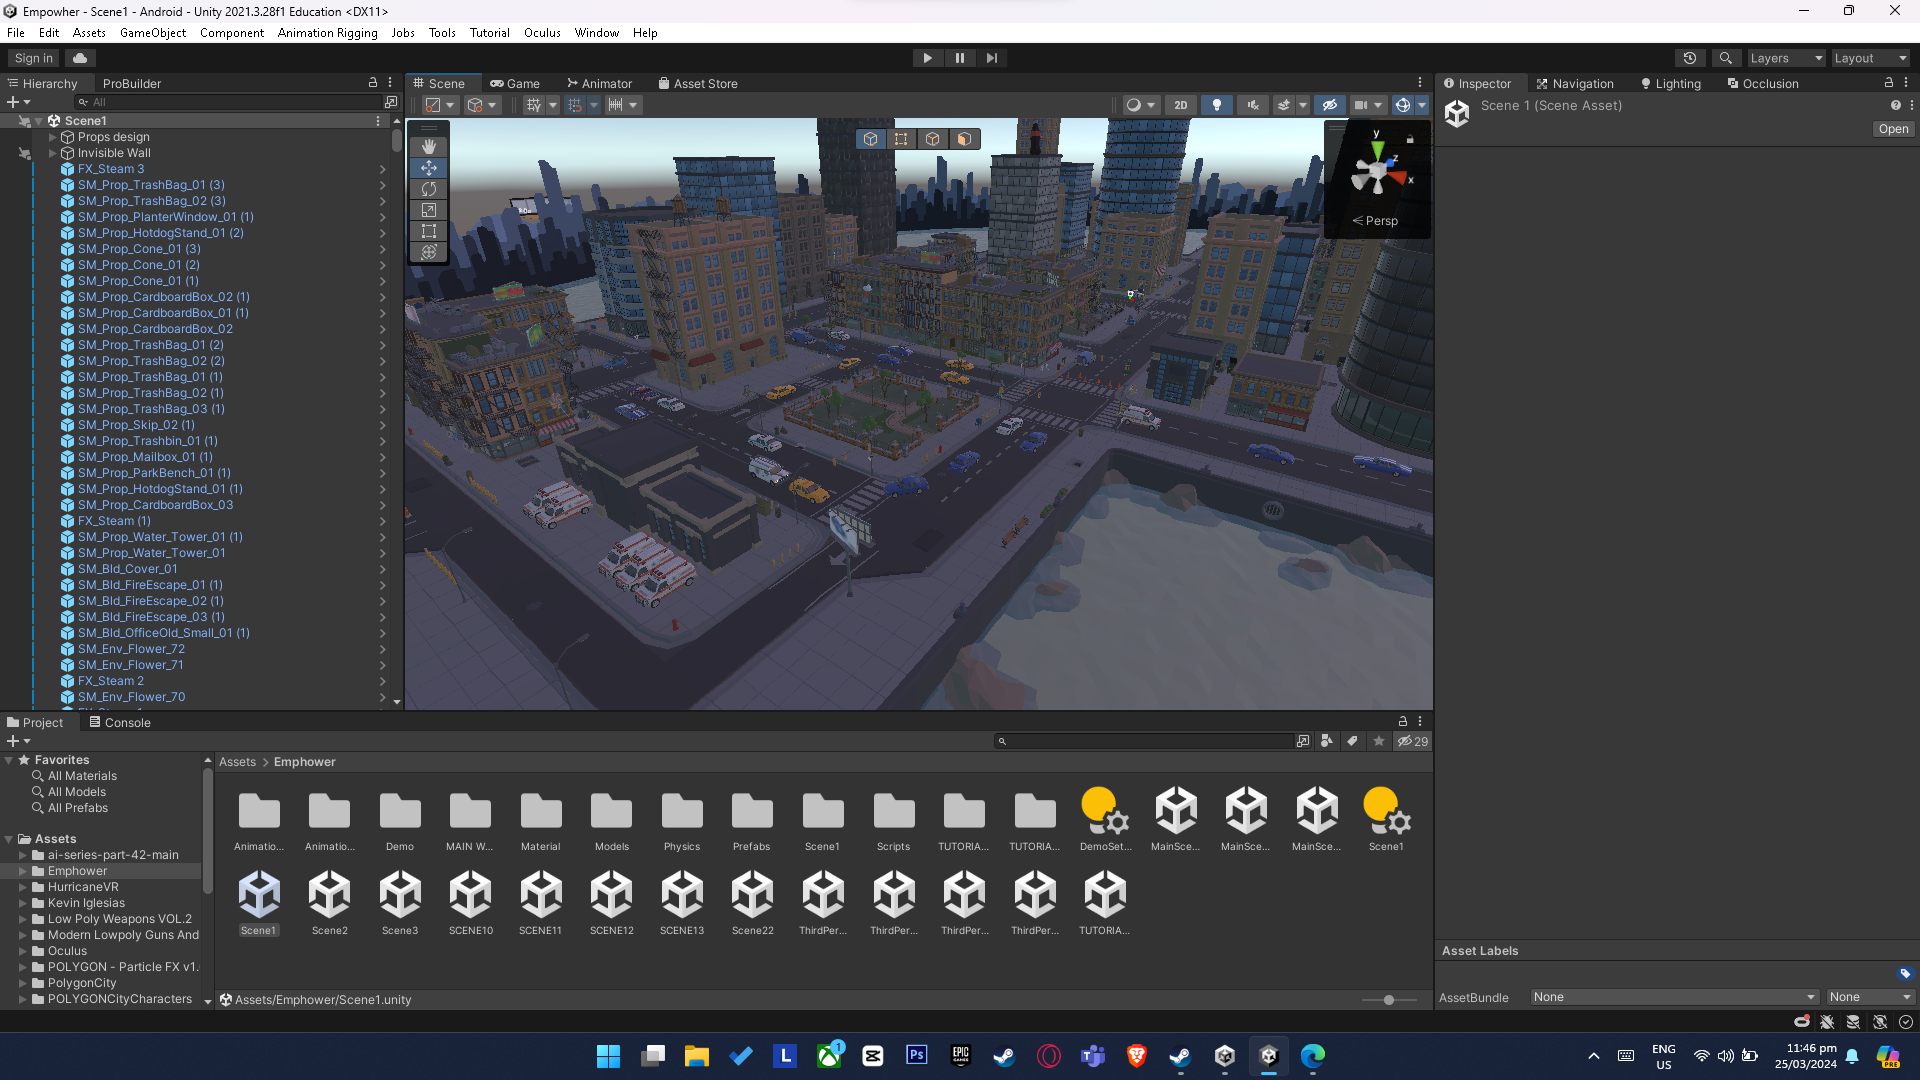 Empowher - Scene1 - Android - Unity 2021.3.28f1 Education <DX11>
File Edit Assets GameObject Component Animation Rigging Jobs Tools Tutorial Oculus Window Help
Sign in
Layers
Layout
Hierarchy
ProBuilder
All
Scene1
Props design
Invisible Wall
FX_Steam 3
SM_Prop_TrashBag_01 (3)
SM_Prop_TrashBag_02 (3)
SM_Prop_PlanterWindow_01 (1)
SM_Prop_HotdogStand_01 (2)
SM_Prop_Cone_01 (3)
SM_Prop_Cone_01 (2)
SM_Prop_Cone_01 (1)
SM_Prop_CardboardBox_02 (1)
SM_Prop_CardboardBox_01 (1)
SM_Prop_CardboardBox_02
SM_Prop_TrashBag_01 (2)
SM_Prop_TrashBag_02 (2)
SM_Prop_TrashBag_01 (1)
SM_Prop_TrashBag_02 (1)
SM_Prop_TrashBag_03 (1)
SM_Prop_Skip_02 (1)
SM_Prop_Trashbin_01 (1)
SM_Prop_Mailbox_01 (1)
SM_Prop_ParkBench_01 (1)
SM_Prop_HotdogStand_01 (1)
SM_Prop_CardboardBox_03
FX_Steam (1)
SM_Prop_Water_Tower_01 (1)
SM_Prop_Water_Tower_01
SM_Bld_Cover_01
SM_Bld_FireEscape_01 (1)
SM_Bld_FireEscape_02 (1)
SM_Bld_FireEscape_03 (1)
SM_Bld_OfficeOld_Small_01 (1)
SM_Env_Flower_72
SM_Env_Flower_71
FX_Steam 2
SM_Env_Flower_70
Scene
Game
Animator
Asset Store
2D
y
z
x
Persp
Inspector
Navigation
Lighting
Occlusion
Scene 1 (Scene Asset)
Open
Project
Console
29
Favorites
All Materials
All Models
All Prefabs
Assets
ai-series-part-42-main
Emphower
HurricaneVR
Kevin Iglesias
Low Poly Weapons VOL.2
Modern Lowpoly Guns And
Oculus
POLYGON - Particle FX v1.
PolygonCity
POLYGONCityCharacters
Assets > Emphower
Animatio...
Animatio...
Demo
MAIN W...
Material
Models
Physics
Prefabs
Scene1
Scripts
TUTORIA...
TUTORIA...
DemoSet...
MainSce...
MainSce...
MainSce...
Scene1
Scene1
Scene2
Scene3
SCENE10
SCENE11
SCENE12
SCENE13
Scene22
ThirdPer...
ThirdPer...
ThirdPer...
ThirdPer...
TUTORIA...
Assets/Emphower/Scene1.unity
Asset Labels
AssetBundle
None
None
L
1
Ps
EPIC
GAMES
ENG
US
11:46 pm
25/03/2024
PRE